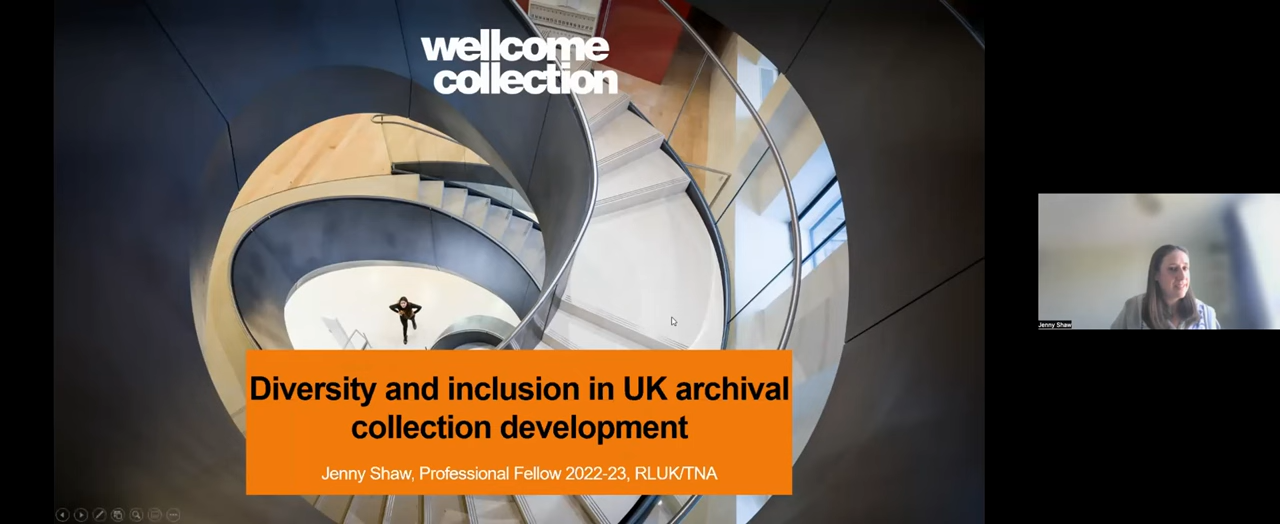 wellcome
collection
Diversity and inclusion in UK archival
collection development
Jenny Shaw, Professional Fellow 2022-23, RLUK/TNA
Jenny Shaw